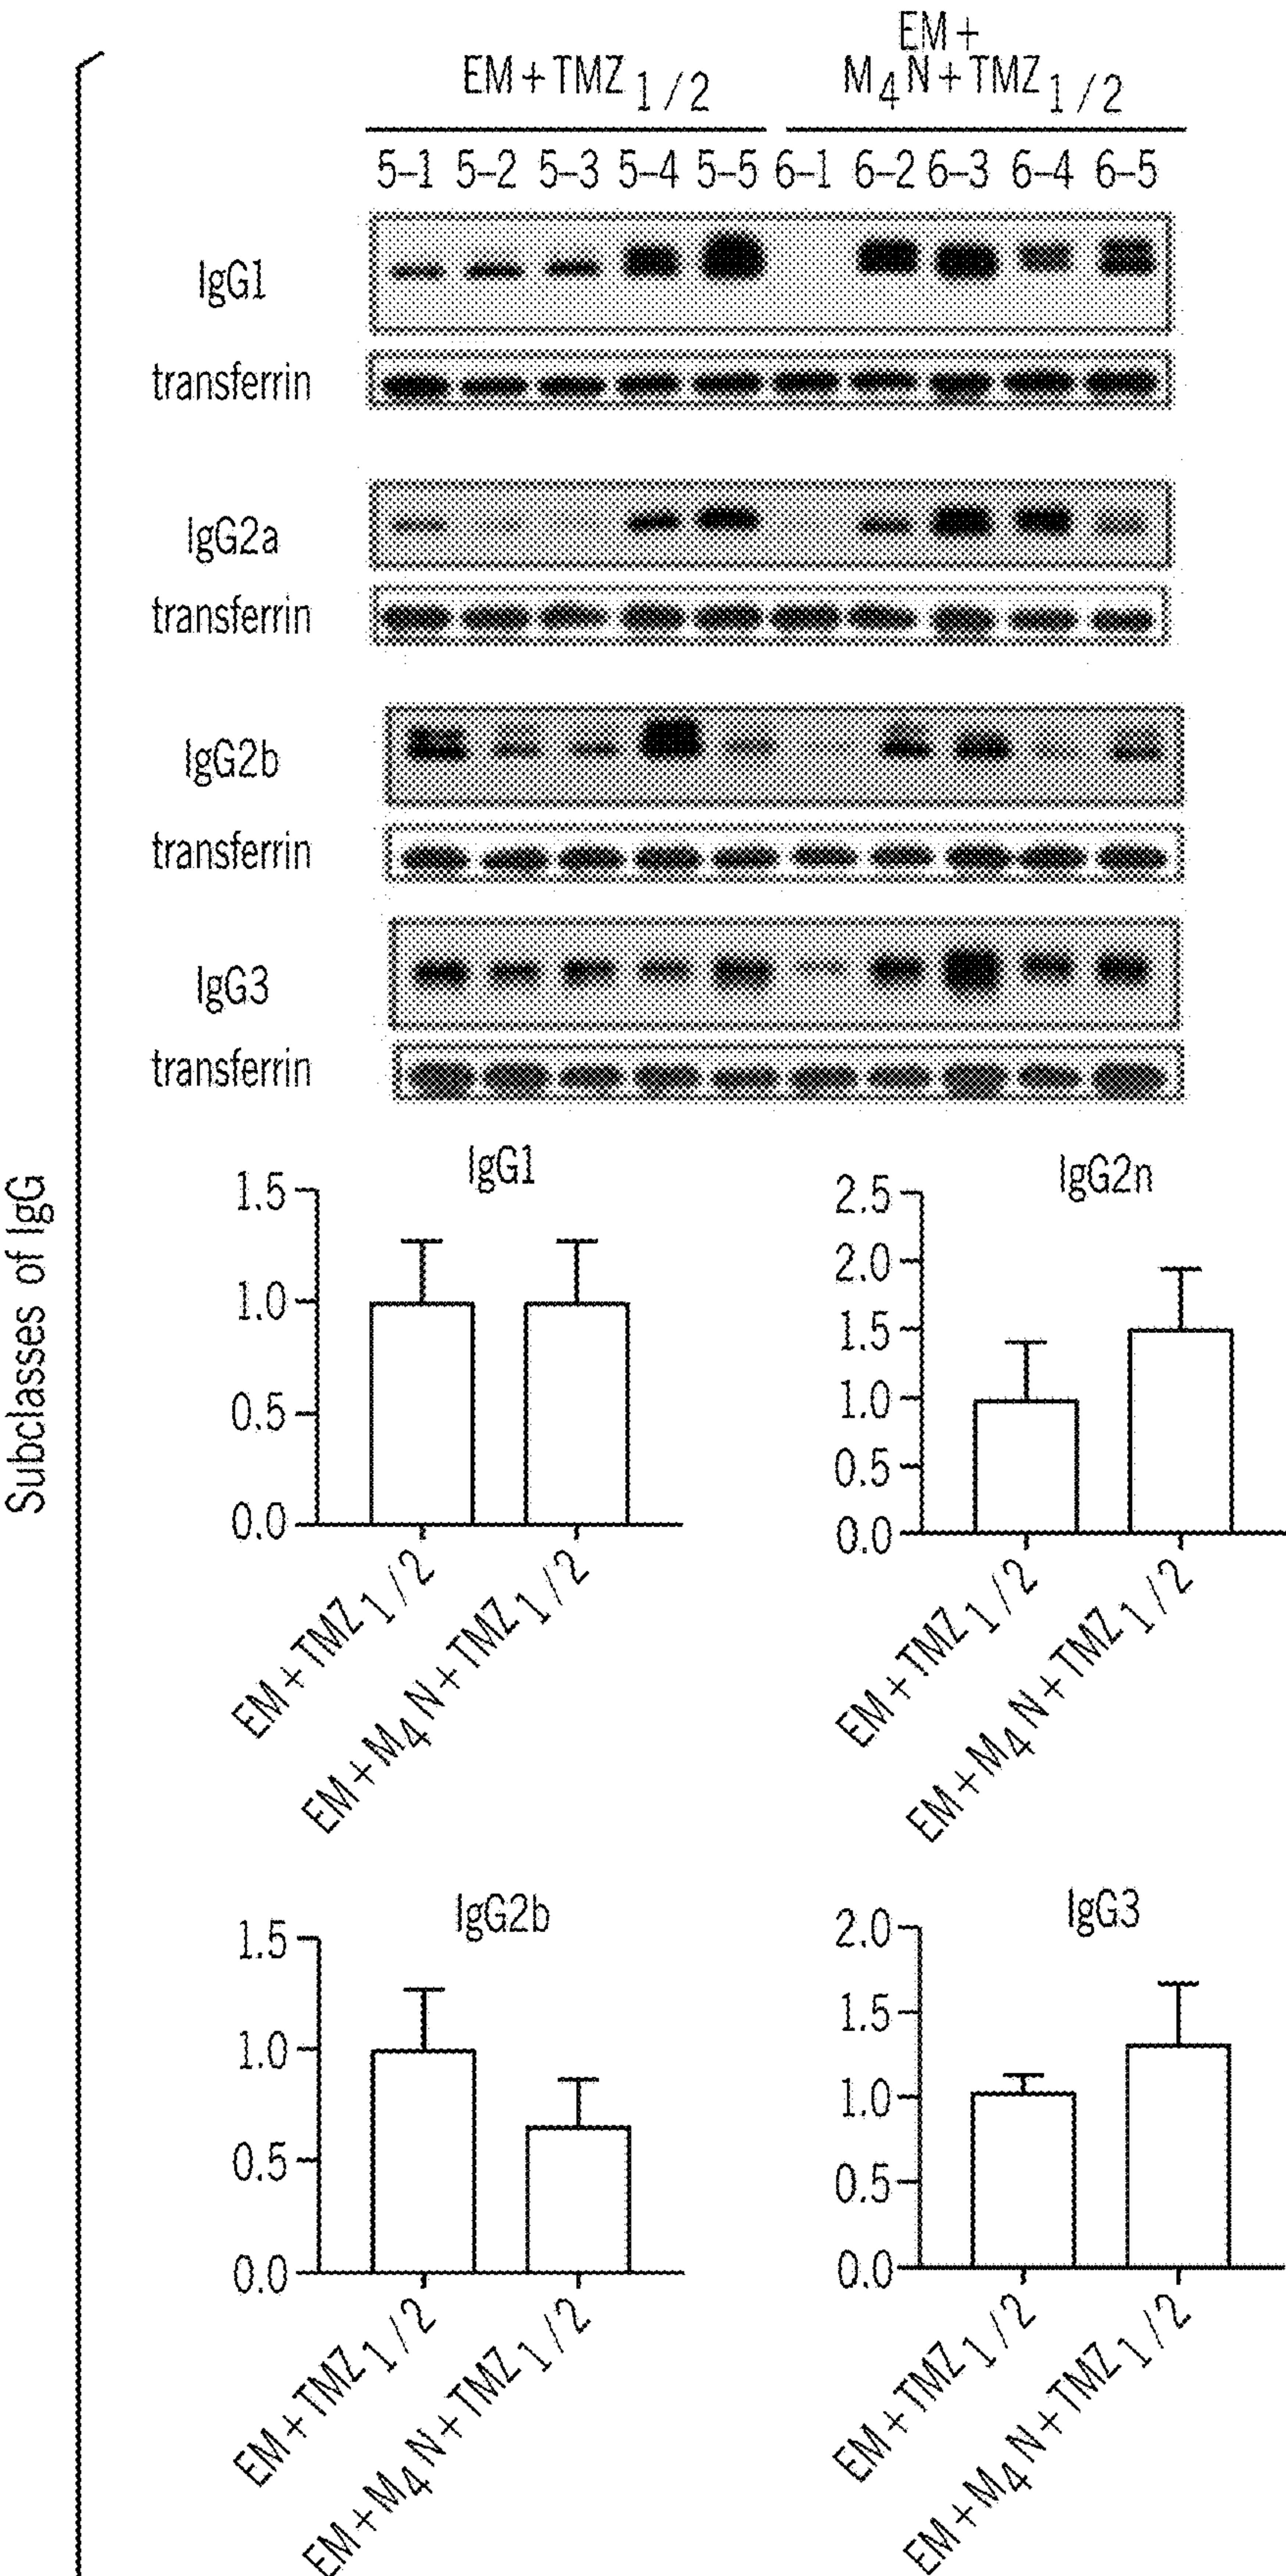 EM+TMZ 1/2
EM+
M4N+TMZ 1/2
5-1 5-2 5-3 5-4 5-5 6-1 6-2 6-3 6-4 6-5
IgG1
transferrin
IgG2a
transferrin
IgG2b
transferrin
IgG3
transferrin
Subclasses of IgG
IgG1
1.5
1.0
0.5
0.0
EM+TMZ 1/2
EM+M4N+TMZ 1/2
IgG2n
2.5
2.0
1.5
1.0
0.5
0.0
EM+TMZ 1/2
EM+M4N+TMZ 1/2
IgG2b
1.5
1.0
0.5
0.0
EM+TMZ 1/2
EM+M4N+TMZ 1/2
IgG3
2.0
1.5
1.0
0.5
0.0
EM+TMZ 1/2
EM+M4N+TMZ 1/2